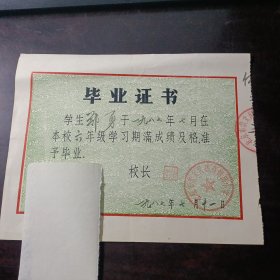 毕业证书
学生 郑勇 于一九八七年七月在
本校六年级学习期满成绩及格,准
予毕业.
校长
一九八七年七月十一日